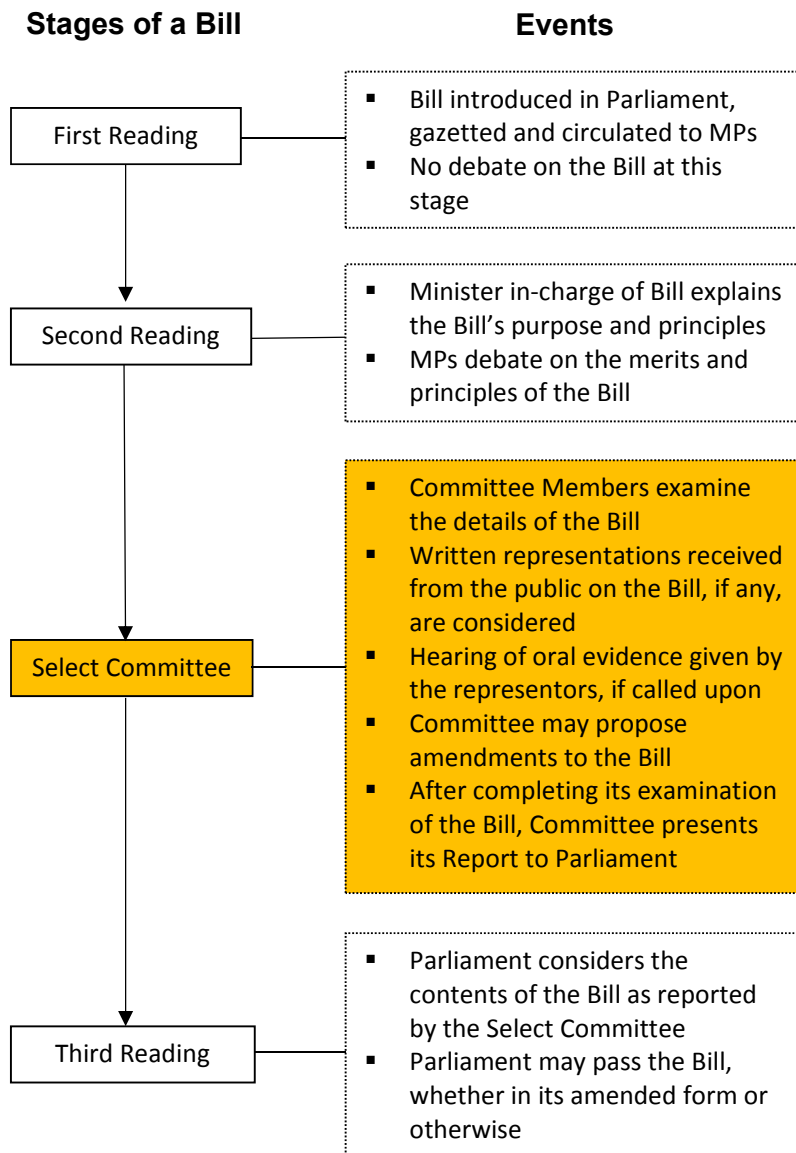 Stages of a Bill
Events
First Reading
▪ Bill introduced in Parliament,
gazetted and circulated to MPs
▪ No debate on the Bill at this
stage
Second Reading
▪ Minister in-charge of Bill explains
the Bill’s purpose and principles
▪ MPs debate on the merits and
principles of the Bill
Select Committee
▪ Committee Members examine
the details of the Bill
▪ Written representations received
from the public on the Bill, if any,
are considered
▪ Hearing of oral evidence given by
the representors, if called upon
▪ Committee may propose
amendments to the Bill
▪ After completing its examination
of the Bill, Committee presents
its Report to Parliament
Third Reading
▪ Parliament considers the
contents of the Bill as reported
by the Select Committee
▪ Parliament may pass the Bill,
whether in its amended form or
otherwise